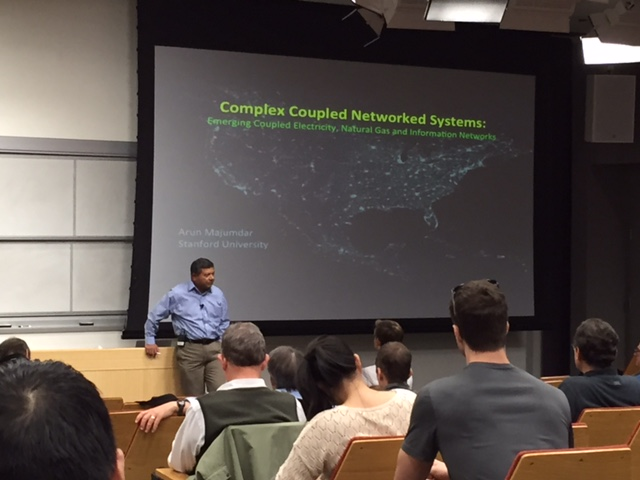 Complex Coupled Networked Systems:
Emerging Coupled Electricity, Natural Gas and Information Networks
Arun Majumdar
Stanford University